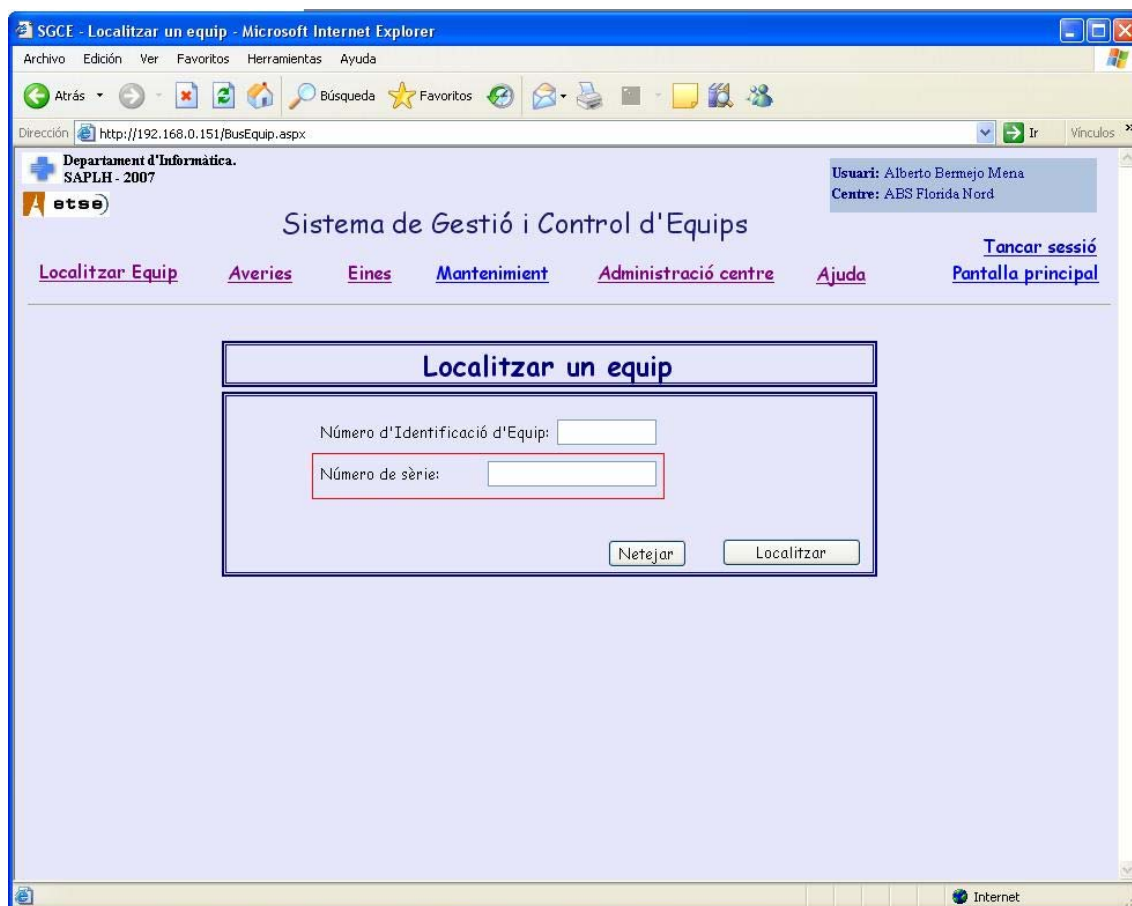 SGCE - Localitzar un equip - Microsoft Internet Explorer
Archivo Edición Ver Favoritos Herramientas Ayuda
Atrás Búsqueda Favoritos
Dirección http://192.168.0.151/BusEquip.aspx Ir Vínculos »
Departament d'Informàtica.
SAPLH - 2007
etse)
Usuari: Alberto Bermejo Mena
Centre: ABS Florida Nord
Sistema de Gestió i Control d'Equips
Tancar sessió
Localitzar Equip Averies Eines Mantenimient Administració centre Ajuda Pantalla principal
Localitzar un equip
Número d'Identificació d'Equip:
Número de sèrie:
Netejar Localitzar
Internet